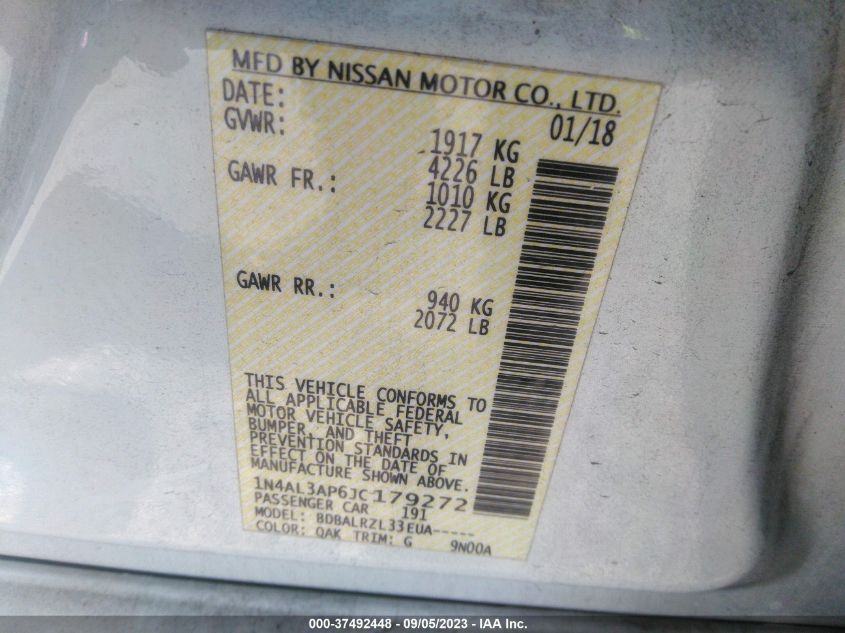 MFD BY NISSAN MOTOR CO., LTD.
DATE: 01/18
GVWR: 1917 KG
4226 LB
GAWR FR.: 1010 KG
2227 LB
GAWR RR.: 940 KG
2072 LB
THIS VEHICLE CONFORMS TO
ALL APPLICABLE FEDERAL
MOTOR VEHICLE SAFETY,
BUMPER, AND THEFT
PREVENTION STANDARDS IN
EFFECT ON THE DATE OF
MANUFACTURE SHOWN ABOVE.
1N4AL3AP6JC179272
PASSENGER CAR 191
MODEL: BDBALRZL33EUA-----
COLOR: QAK TRIM: G 9N00A
000-37492448 - 09/05/2023 - IAA Inc.